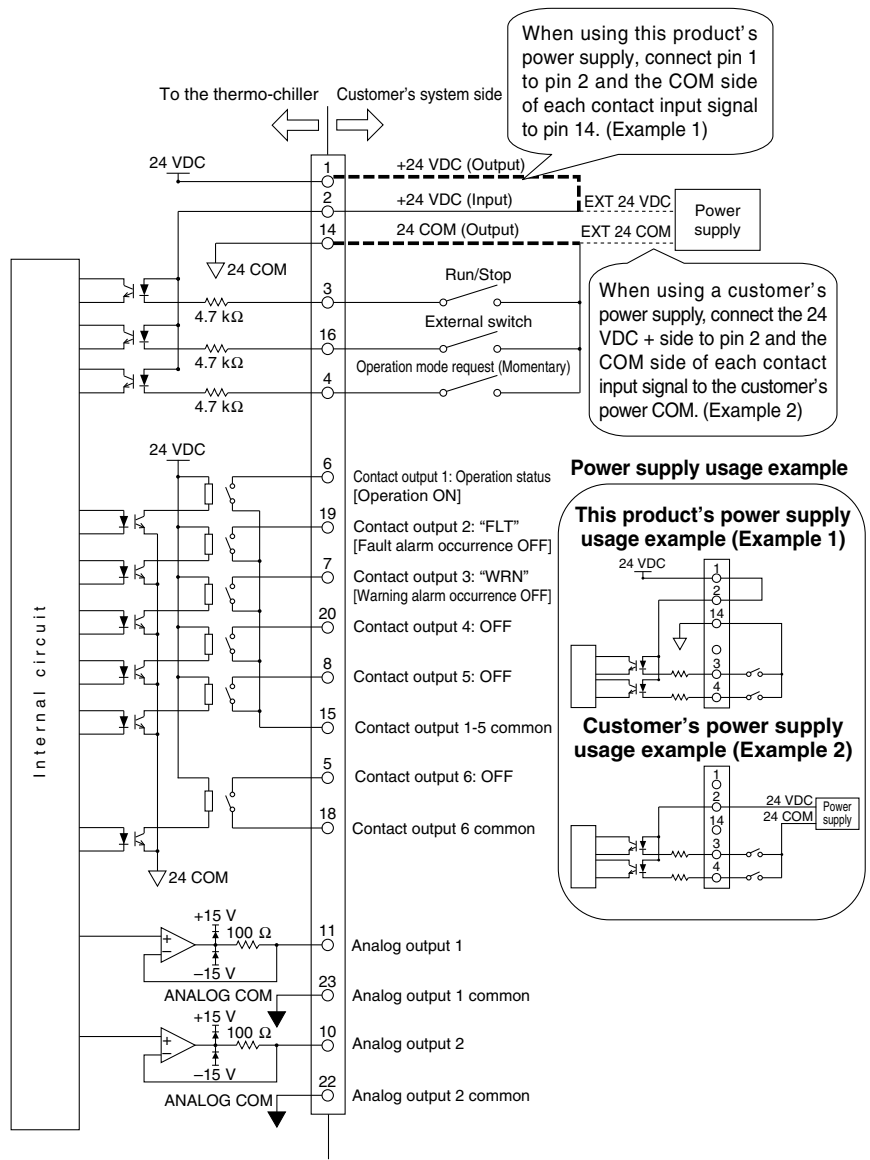 When using this product's
power supply, connect pin 1
to pin 2 and the COM side
of each contact input signal
to pin 14. (Example 1)
To the thermo-chiller
Customer's system side
24 VDC
1
+24 VDC (Output)
2
+24 VDC (Input)
EXT 24 VDC
Power
supply
14
24 COM (Output)
EXT 24 COM
24 COM
Run/Stop
3
4.7 kΩ
External switch
16
4.7 kΩ
Operation mode request (Momentary)
4
4.7 kΩ
When using a customer's
power supply, connect the 24
VDC + side to pin 2 and the
COM side of each contact
input signal to the customer's
power COM. (Example 2)
Internal circuit
24 VDC
6
Contact output 1: Operation status
[Operation ON]
19
Contact output 2: “FLT”
[Fault alarm occurrence OFF]
7
Contact output 3: “WRN”
[Warning alarm occurrence OFF]
20
Contact output 4: OFF
8
Contact output 5: OFF
15
Contact output 1-5 common
5
Contact output 6: OFF
18
Contact output 6 common
24 COM
+15 V
100 Ω
11
Analog output 1
+
−
–15 V
ANALOG COM
23
Analog output 1 common
+15 V
100 Ω
10
Analog output 2
+
−
–15 V
ANALOG COM
22
Analog output 2 common
Power supply usage example
This product's power supply
usage example (Example 1)
24 VDC
1
2
14
3
4
Customer's power supply
usage example (Example 2)
1
2
24 VDC
Power
supply
14
24 COM
3
4